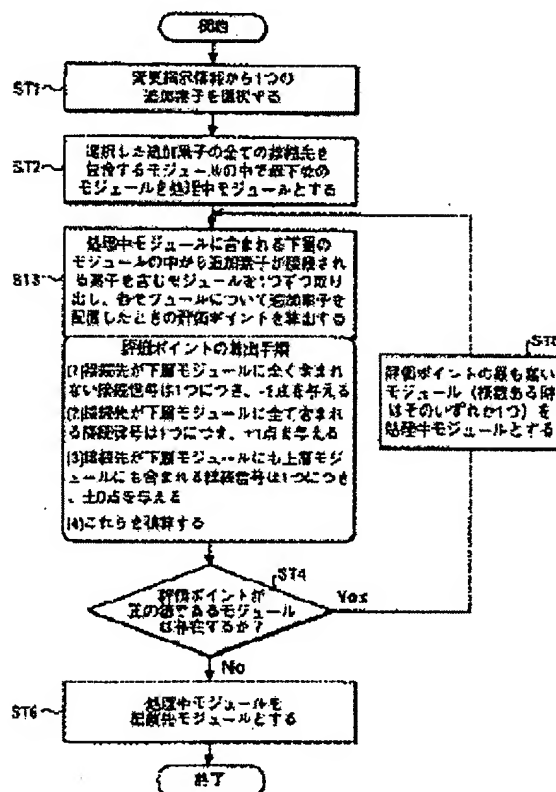 開始
ST1
変更指示情報から1つの
追加素子を選択する
ST2
選択した追加素子の全ての接続先を
包含するモジュールの中で最下位の
モジュールを処理中モジュールとする
ST3
処理中モジュールに含まれる下層の
モジュールの中から追加素子が接続され
る素子を含むモジュールを1つずつ取り
出し、各モジュールについて追加素子を
配置したときの評価ポイントを算出する
評価ポイントの算出手順
(1)接続先が下層モジュールに全く含まれ
ない接続信号は1つにつき、-1点を与える
(2)接続先が下層モジュールに全て含まれ
る接続信号は1つにつき、+1点を与える
(3)接続先が下層モジュールにも上層モジ
ュールにも含まれる接続信号は1つにつき
、±0点を与える
(4)これらを積算する
ST4
評価ポイントが
正の値であるモジュール
は存在するか?
Yes
No
評価ポイントの最も高い
モジュール(複数ある時
はそのいずれか1つ)を
処理中モジュールとする
ST6
処理中モジュールを
配置先モジュールとする
終了